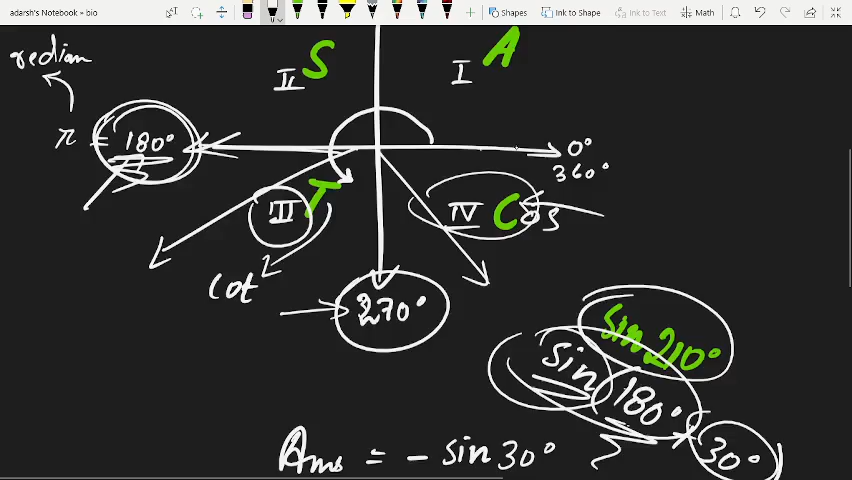 adarsh's Notebook » bio
Shapes
Ink to Shape
Ink to Text
Math
redian
II S
I A
π = 180°
0°
360°
III T
IV Cos
Cot
270°
sin 210°
sin 180° + 30°
Ans = - sin 30°